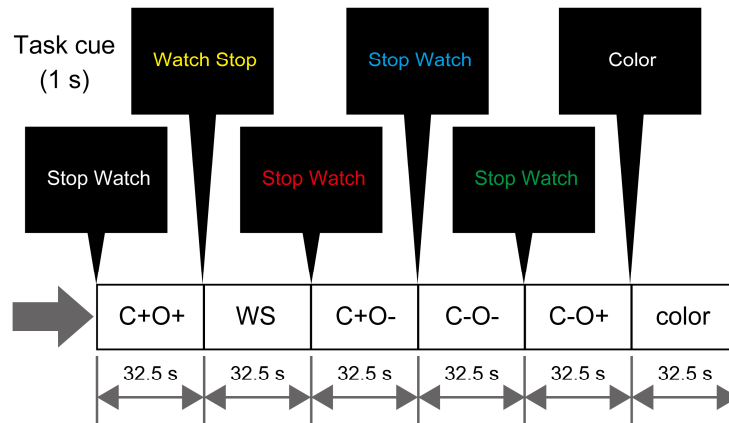 Task cue
(1 s)
Watch Stop
Stop Watch
Color
Stop Watch
Stop Watch
Stop Watch
C+O+
WS
C+O-
C-O-
C-O+
color
32.5 s
32.5 s
32.5 s
32.5 s
32.5 s
32.5 s